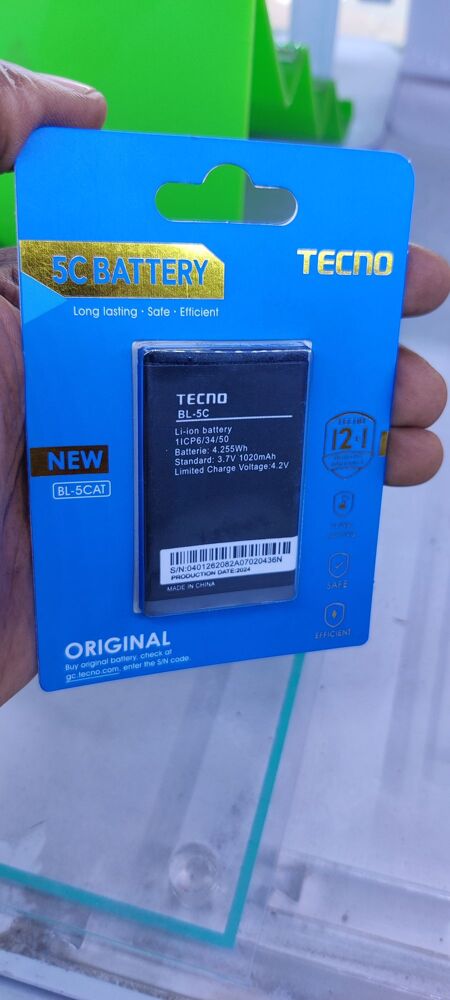 5C BATTERY
TECNO
Long lasting · Safe · Efficient
TECNO
BL-5C
Li-ion battery
1ICP6/34/50
Batterie: 4.255Wh
Standard: 3.7V 1020mAh
Limited Charge Voltage:4.2V
NEW
BL-5CAT
12+1
SAFE
EFFICIENT
S/N:0401262082A07020436N
PRODUCTION DATE:2024
MADE IN CHINA
ORIGINAL
Buy original battery, check at
gc.tecno.com, enter the S/N code.